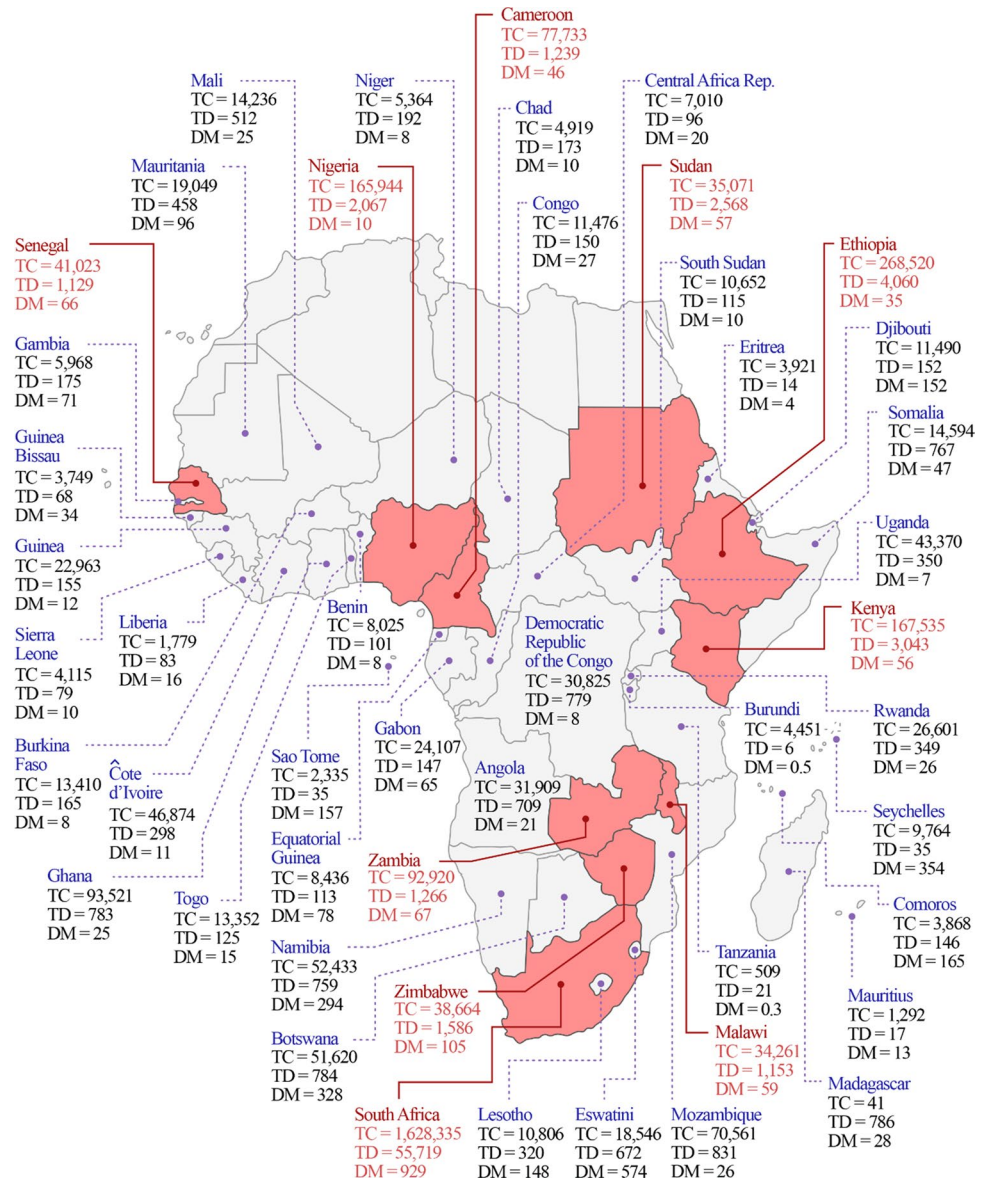 Cameroon
TC = 77,733
TD = 1,239
DM = 46
Mali
TC = 14,236
TD = 512
DM = 25
Niger
TC = 5,364
TD = 192
DM = 8
Central Africa Rep.
TC = 7,010
TD = 96
DM = 20
Chad
TC = 4,919
TD = 173
DM = 10
Mauritania
TC = 19,049
TD = 458
DM = 96
Nigeria
TC = 165,944
TD = 2,067
DM = 10
Sudan
TC = 35,071
TD = 2,568
DM = 57
Congo
TC = 11,476
TD = 150
DM = 27
Senegal
TC = 41,023
TD = 1,129
DM = 66
Ethiopia
TC = 268,520
TD = 4,060
DM = 35
South Sudan
TC = 10,652
TD = 115
DM = 10
Gambia
TC = 5,968
TD = 175
DM = 71
Djibouti
TC = 11,490
TD = 152
DM = 152
Eritrea
TC = 3,921
TD = 14
DM = 4
Somalia
TC = 14,594
TD = 767
DM = 47
Guinea
Bissau
TC = 3,749
TD = 68
DM = 34
Uganda
TC = 43,370
TD = 350
DM = 7
Guinea
TC = 22,963
TD = 155
DM = 12
Benin
TC = 8,025
TD = 101
DM = 8
Kenya
TC = 167,535
TD = 3,043
DM = 56
Liberia
TC = 1,779
TD = 83
DM = 16
Democratic
Republic
of the Congo
TC = 30,825
TD = 779
DM = 8
Sierra
Leone
TC = 4,115
TD = 79
DM = 10
Burundi
TC = 4,451
TD = 6
DM = 0.5
Rwanda
TC = 26,601
TD = 349
DM = 26
Gabon
TC = 24,107
TD = 147
DM = 65
Burkina
Faso
TC = 13,410
TD = 165
DM = 8
Ĉote
d'Ivoire
TC = 46,874
TD = 298
DM = 11
Sao Tome
TC = 2,335
TD = 35
DM = 157
Angola
TC = 31,909
TD = 709
DM = 21
Seychelles
TC = 9,764
TD = 35
DM = 354
Equatorial
Guinea
TC = 8,436
TD = 113
DM = 78
Zambia
TC = 92,920
TD = 1,266
DM = 67
Ghana
TC = 93,521
TD = 783
DM = 25
Togo
TC = 13,352
TD = 125
DM = 15
Comoros
TC = 3,868
TD = 146
DM = 165
Namibia
TC = 52,433
TD = 759
DM = 294
Tanzania
TC = 509
TD = 21
DM = 0.3
Zimbabwe
TC = 38,664
TD = 1,586
DM = 105
Mauritius
TC = 1,292
TD = 17
DM = 13
Botswana
TC = 51,620
TD = 784
DM = 328
Malawi
TC = 34,261
TD = 1,153
DM = 59
Madagascar
TC = 41
TD = 786
DM = 28
South Africa
TC = 1,628,335
TD = 55,719
DM = 929
Lesotho
TC = 10,806
TD = 320
DM = 148
Eswatini
TC = 18,546
TD = 672
DM = 574
Mozambique
TC = 70,561
TD = 831
DM = 26